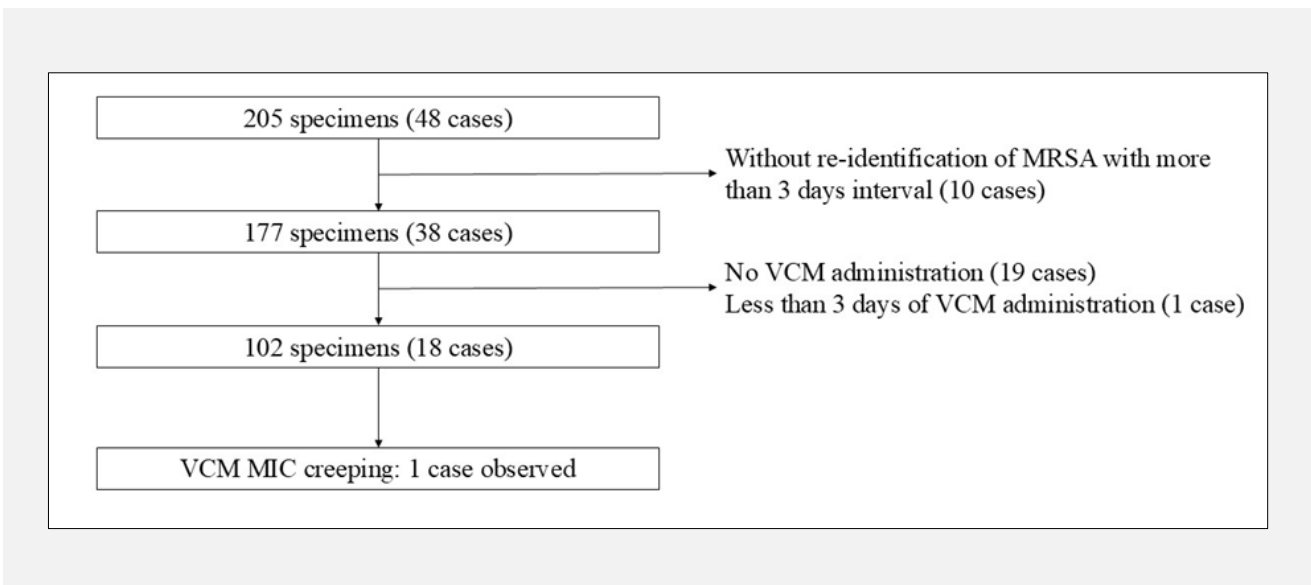 205 specimens (48 cases)
Without re-identification of MRSA with more
than 3 days interval (10 cases)
177 specimens (38 cases)
No VCM administration (19 cases)
Less than 3 days of VCM administration (1 case)
102 specimens (18 cases)
VCM MIC creeping: 1 case observed